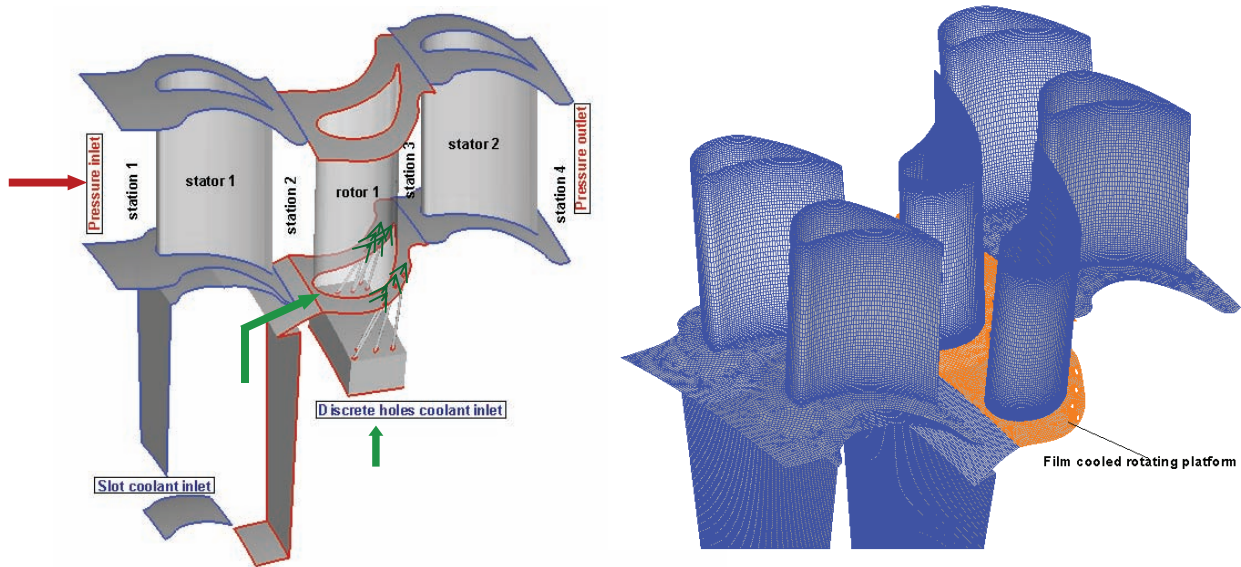 Pressure inlet
station 1
stator 1
station 2
rotor 1
station 3
stator 2
station 4
Pressure outlet
Discrete holes coolant inlet
Slot coolant inlet
Film cooled rotating platform